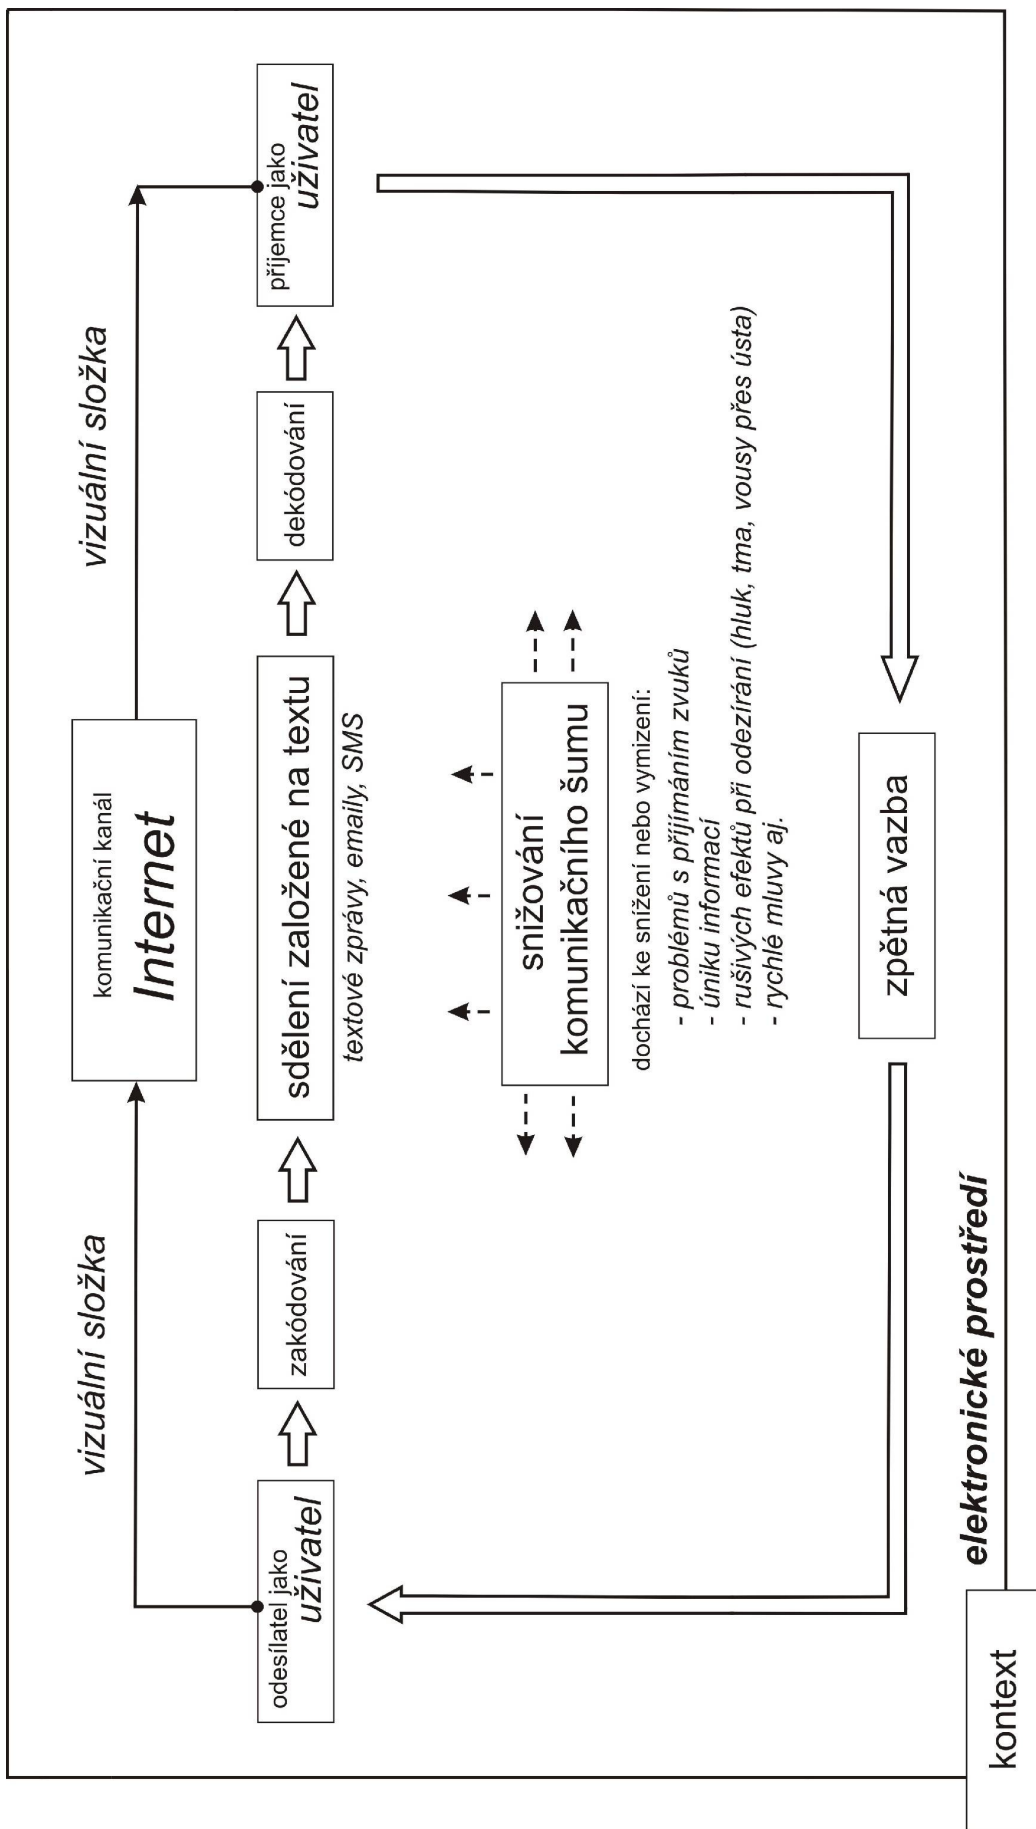 vizuální složka
vizuální složka
komunikační kanál
Internet
odesílatel jako
uživatel
zakódování
sdělení založené na textu
textové zprávy, emaily, SMS
dekódování
příjemce jako
uživatel
snižování
komunikačního šumu
dochází ke snížení nebo vymizení:
- problémů s příjímáním zvuků
- úniku informací
- rušivých efektů při odezírání (hluk, tma, vousy přes ústa)
- rychlé mluvy aj.
zpětná vazba
elektronické prostředí
kontext